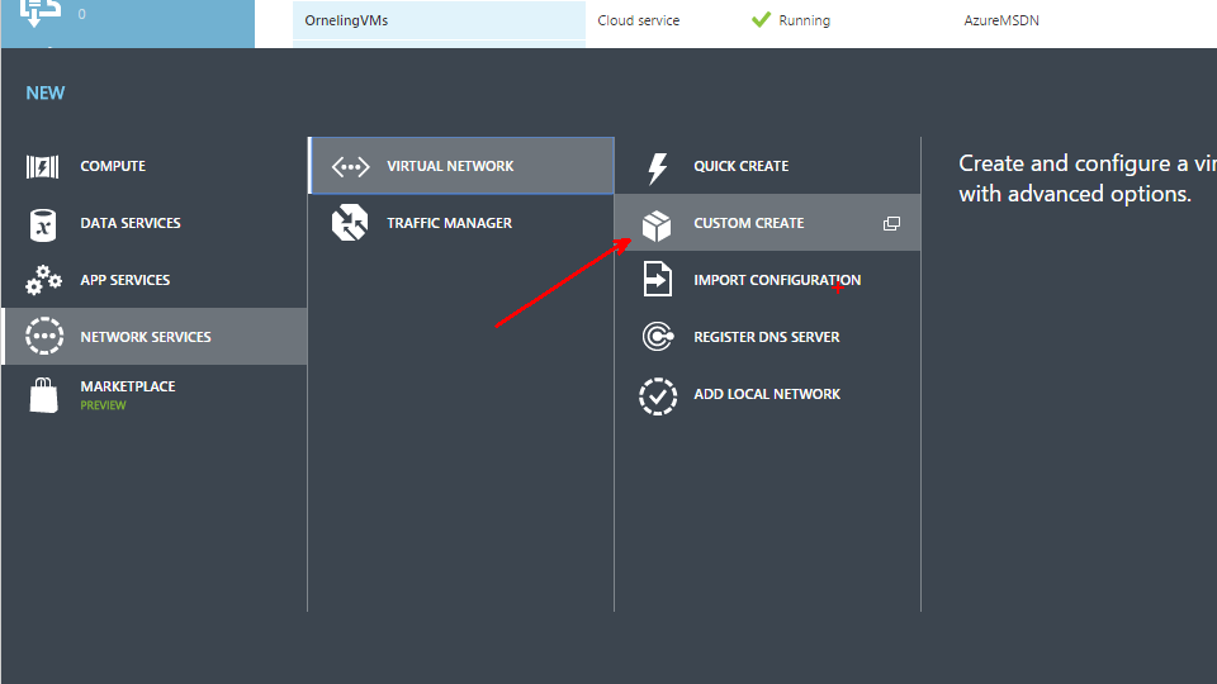 0
OrnelingVMs
Cloud service
Running
AzureMSDN
NEW
COMPUTE
DATA SERVICES
APP SERVICES
NETWORK SERVICES
MARKETPLACE
PREVIEW
VIRTUAL NETWORK
TRAFFIC MANAGER
QUICK CREATE
CUSTOM CREATE
IMPORT CONFIGURATION
REGISTER DNS SERVER
ADD LOCAL NETWORK
Create and configure a vir
with advanced options.